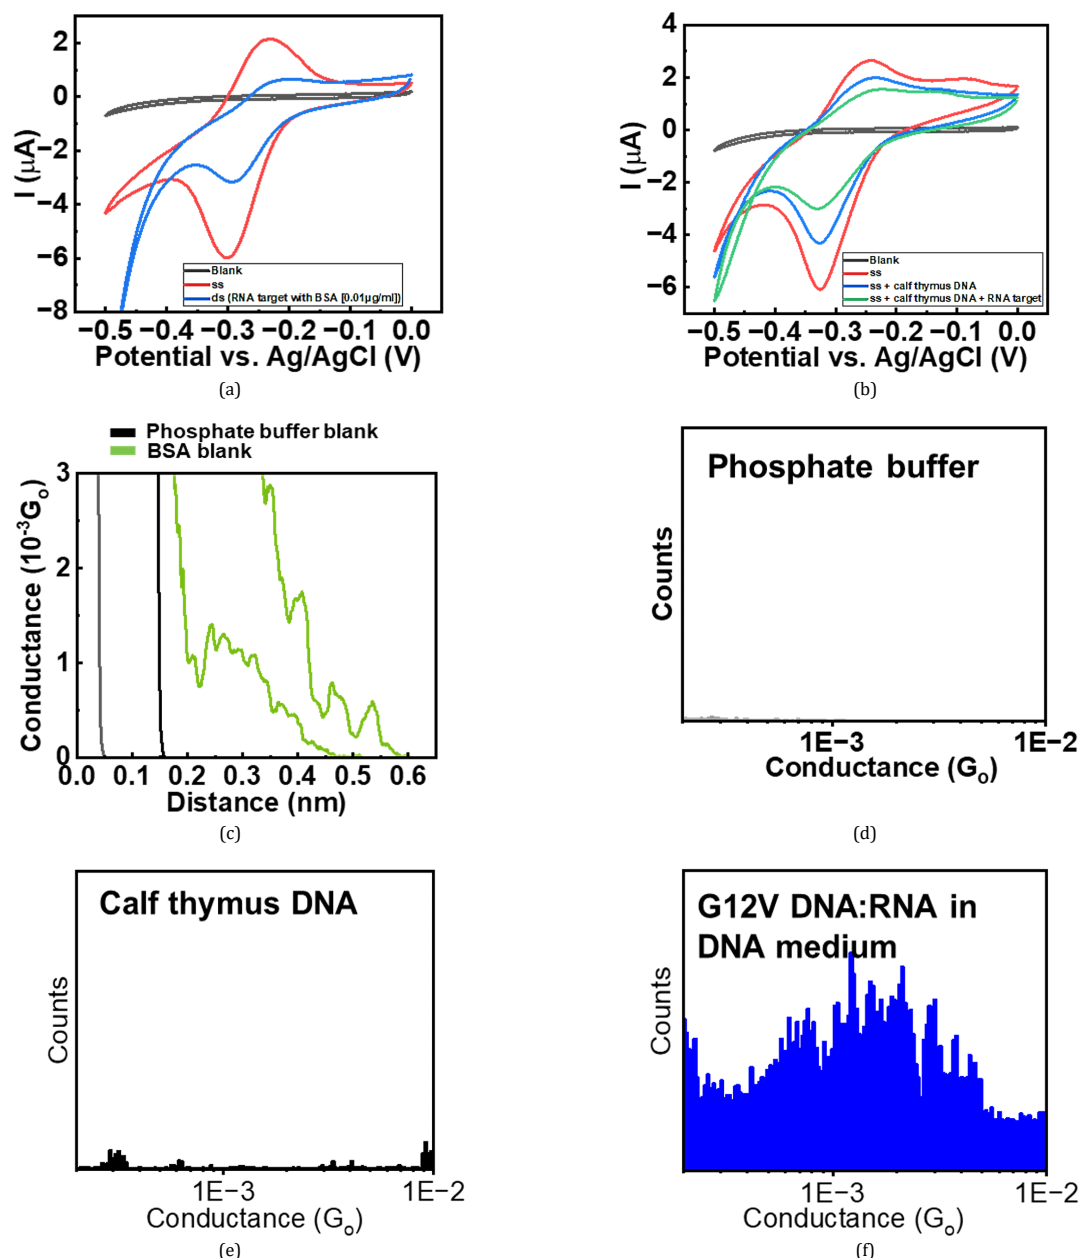 2
0
−2
−4
−6
−8
I (µA)
Blank
ss
ds (RNA target with BSA [0.01µg/ml])
−0.5 −0.4 −0.3 −0.2 −0.1 0.0
Potential vs. Ag/AgCl (V)
(a)
4
2
0
−2
−4
−6
I (µA)
Blank
ss
ss + calf thymus DNA
ss + calf thymus DNA + RNA target
−0.5 −0.4 −0.3 −0.2 −0.1 0.0
Potential vs. Ag/AgCl (V)
(b)
Phosphate buffer blank
BSA blank
3
2
1
0
Conductance (10⁻³Gₒ)
0.0 0.1 0.2 0.3 0.4 0.5 0.6
Distance (nm)
(c)
Phosphate buffer
Counts
1E−3 1E−2
Conductance (Gₒ)
(d)
Calf thymus DNA
Counts
1E−3 1E−2
Conductance (Gₒ)
(e)
G12V DNA:RNA in
DNA medium
Counts
1E−3 1E−2
Conductance (Gₒ)
(f)